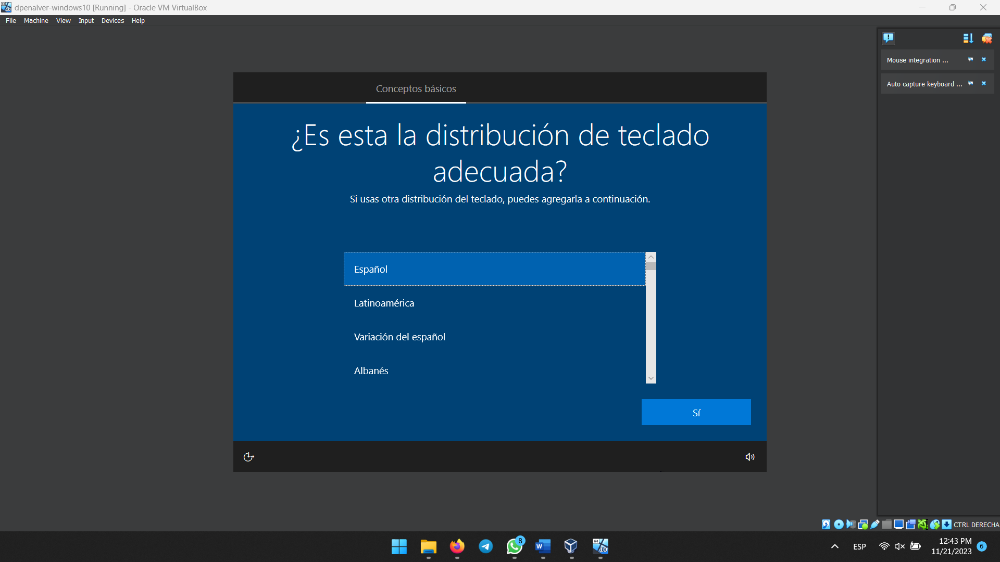 dpenalver-windows10 [Running] - Oracle VM VirtualBox
File Machine View Input Devices Help
Mouse integration ...
Auto capture keyboard ...
Conceptos básicos
¿Es esta la distribución de teclado
adecuada?
Si usas otra distribución del teclado, puedes agregarla a continuación.
Español
Latinoamérica
Variación del español
Albanés
Sí
CTRL DERECHA
8
W
64
10
ESP
12:43 PM
11/21/2023
6